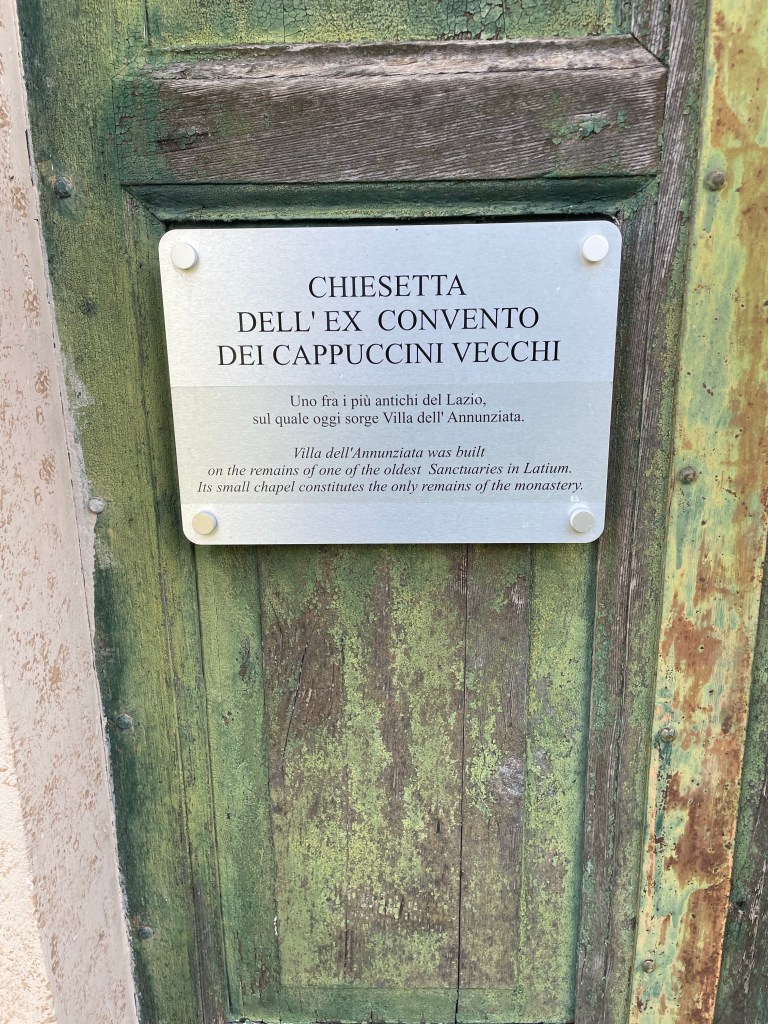 CHIESETTA
DELL' EX CONVENTO
DEI CAPPUCCINI VECCHI
Uno fra i più antichi del Lazio,
sul quale oggi sorge Villa dell' Annunziata.
Villa dell'Annunziata was built
on the remains of one of the oldest Sanctuaries in Latium.
Its small chapel constitutes the only remains of the monastery.